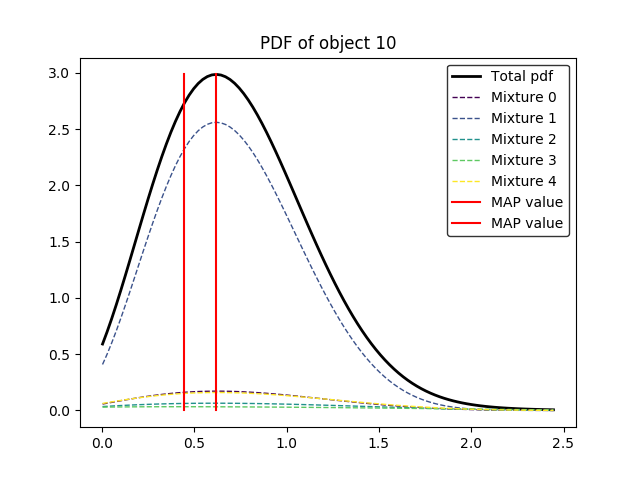 PDF of object 10
3.0
2.5
2.0
1.5
1.0
0.5
0.0
0.0
0.5
1.0
1.5
2.0
2.5
Total pdf
Mixture 0
Mixture 1
Mixture 2
Mixture 3
Mixture 4
MAP value
MAP value